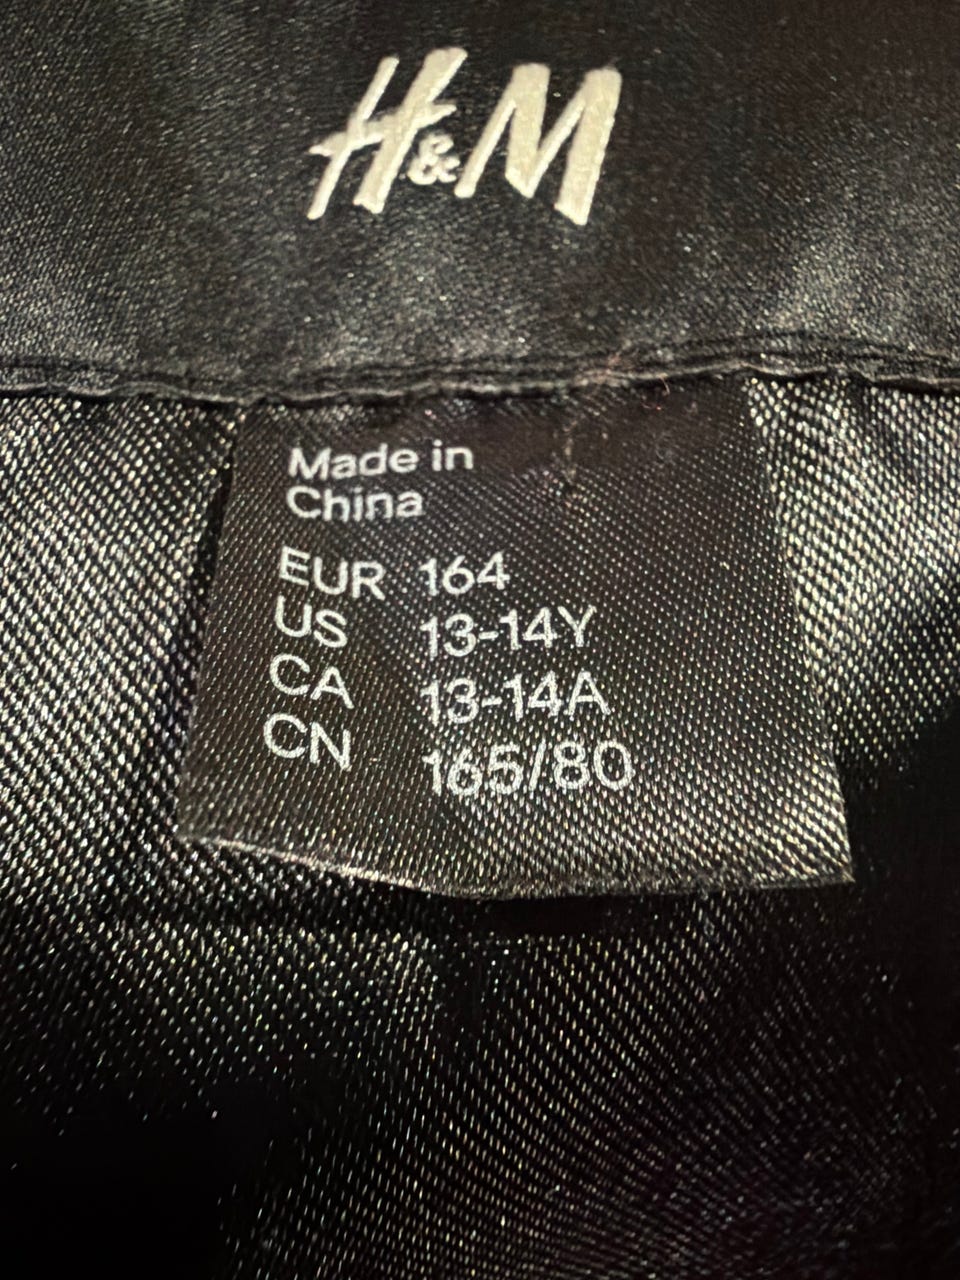 H&M
Made in
China
EUR 164
US 13-14Y
CA 13-14A
CN 165/80